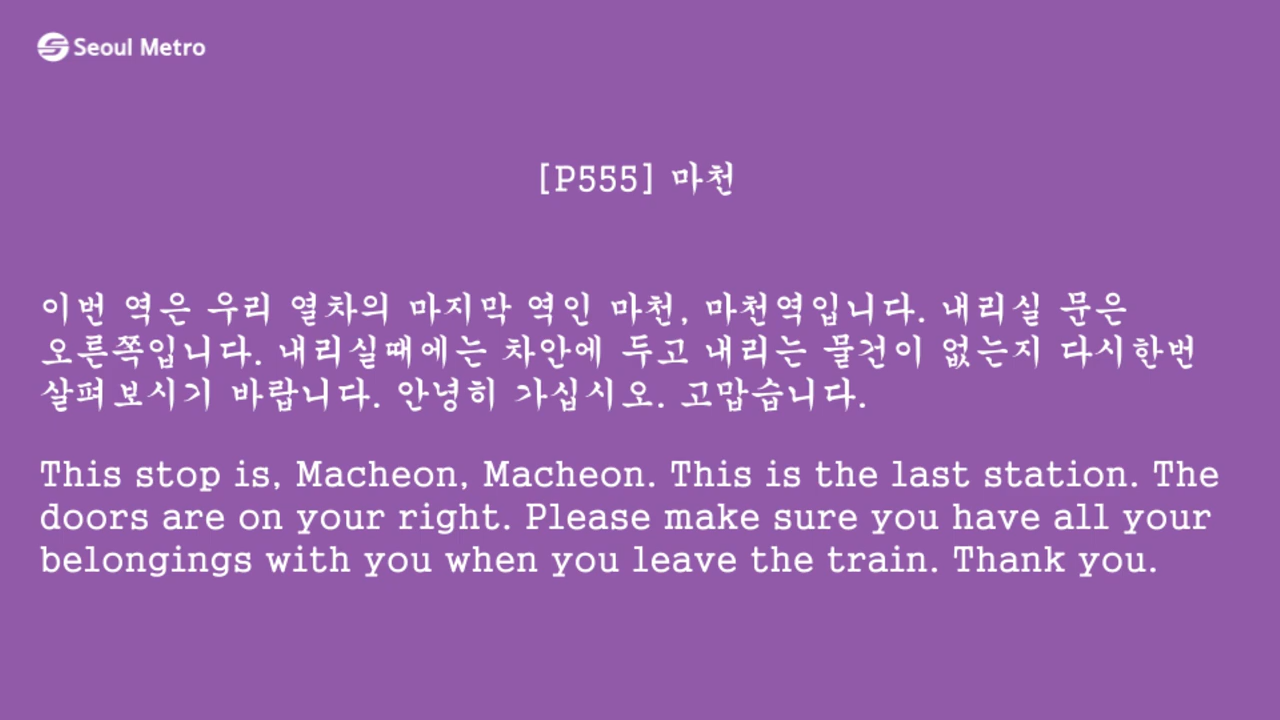 Seoul Metro
[P555] 마천
이번 역은 우리 열차의 마지막 역인 마천, 마천역입니다. 내리실 문은
오른쪽입니다. 내리실때에는 차안에 두고 내리는 물건이 없는지 다시한번
살펴보시기 바랍니다. 안녕히 가십시오. 고맙습니다.
This stop is, Macheon, Macheon. This is the last station. The
doors are on your right. Please make sure you have all your
belongings with you when you leave the train. Thank you.